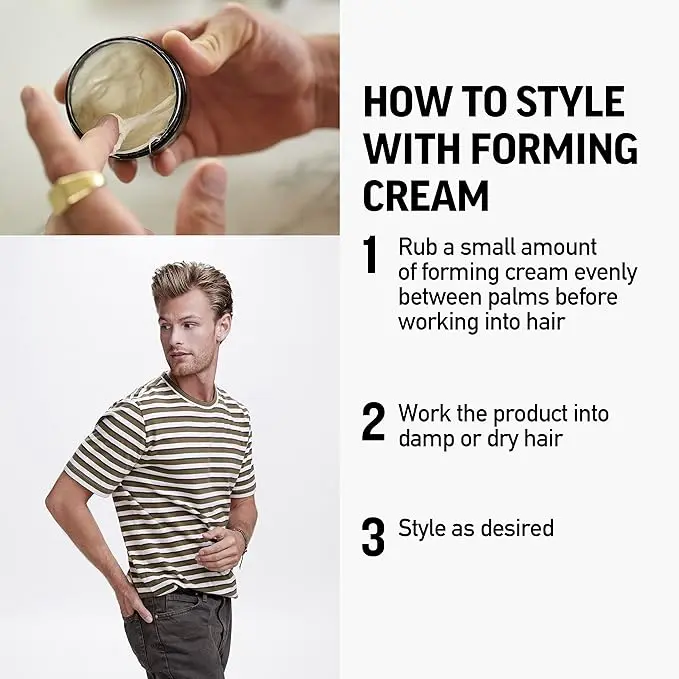 HOW TO STYLE
WITH FORMING
CREAM
1 Rub a small amount
of forming cream evenly
between palms before
working into hair
2 Work the product into
damp or dry hair
3 Style as desired